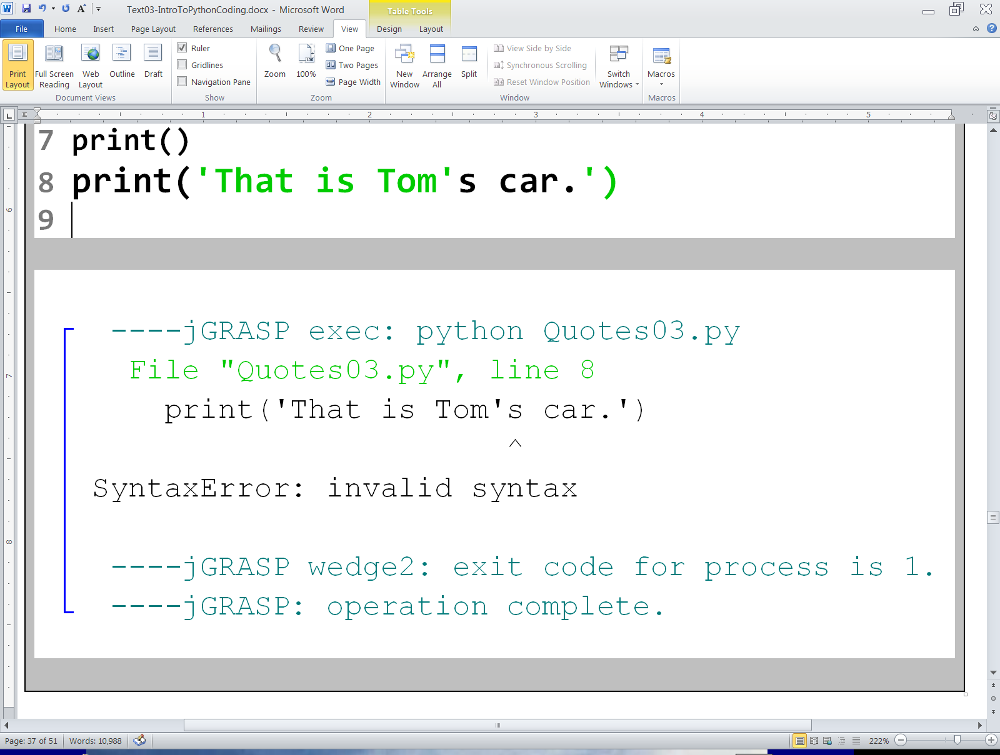 Text03-IntroToPythonCoding.docx - Microsoft Word
Table Tools
File Home Insert Page Layout References Mailings Review View Design Layout
Print Layout
Full Screen Reading
Web Layout
Outline
Draft
Document Views
Ruler
Gridlines
Navigation Pane
Show
Zoom
100%
One Page
Two Pages
Page Width
Zoom
New Window
Arrange All
Split
View Side by Side
Synchronous Scrolling
Reset Window Position
Window
Switch Windows
Macros
Macros
1 2 3 4 5
7 print()
8 print('That is Tom's car.')
9
6
7
8
----jGRASP exec: python Quotes03.py
File "Quotes03.py", line 8
print('That is Tom's car.')
^
SyntaxError: invalid syntax
----jGRASP wedge2: exit code for process is 1.
----jGRASP: operation complete.
Page: 37 of 51 Words: 10,988 222%